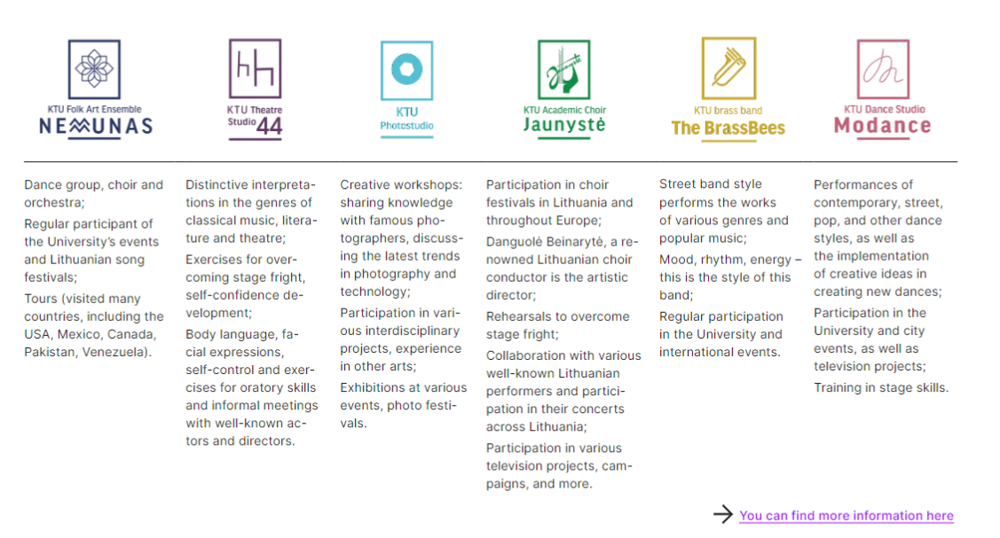 KTU Folk Art Ensemble
NEMUNAS
Dance group, choir and
orchestra;
Regular participant of
the University's events
and Lithuanian song
festivals;
Tours (visited many
countries, including the
USA, Mexico, Canada,
Pakistan, Venezuela).
KTU Theatre
Studio 44
Distinctive interpreta-
tions in the genres of
classical music, litera-
ture and theatre;
Exercises for over-
coming stage fright,
self-confidence de-
velopment;
Body language, fa-
cial expressions,
self-control and exer-
cises for oratory skills
and informal meetings
with well-known ac-
tors and directors.
KTU
Photostudio
Creative workshops:
sharing knowledge
with famous pho-
tographers, discuss-
ing the latest trends
in photography and
technology;
Participation in vari-
ous interdisciplinary
projects, experience
in other arts;
Exhibitions at various
events, photo festi-
vals.
Jaunystė
KTU Academic Choir
Jaunystė
Participation in choir
festivals in Lithuania and
throughout Europe;
Danguolė Beinarytė, a re-
nowned Lithuanian choir
conductor is the artistic
director;
Rehearsals to overcome
stage fright;
Collaboration with various
well-known Lithuanian
performers and partici-
pation in their concerts
across Lithuania;
Participation in various
television projects, cam-
paigns, and more.
KTU brass band
The BrassBees
Street band style
performs the works
of various genres and
popular music;
Mood, rhythm, energy –
this is the style of this
band;
Regular participation
in the University and
international events.
KTU Dance Studio
Modance
Performances of
contemporary, street,
pop, and other dance
styles, as well as
the implementation
of creative ideas in
creating new dances;
Participation in the
University and city
events, as well as
television projects;
Training in stage skills.
You can find more information here